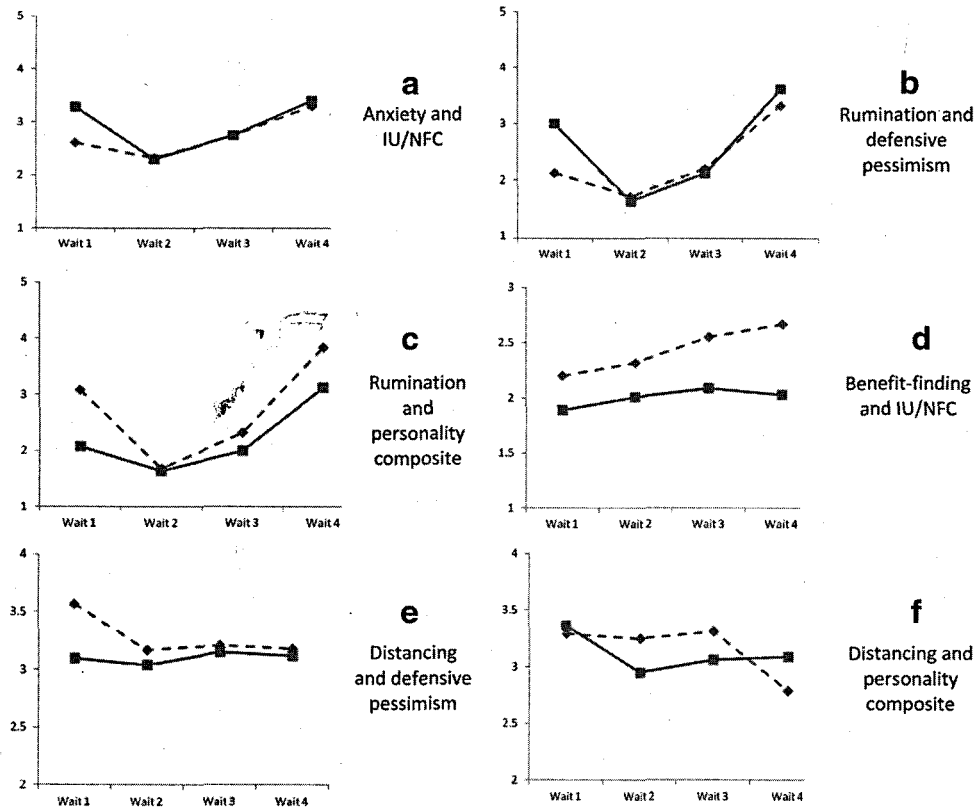 5
4
3
2
1
Wait 1 Wait 2 Wait 3 Wait 4
a
Anxiety and
IU/NFC
5
4
3
2
1
Wait 1 Wait 2 Wait 3 Wait 4
b
Rumination and
defensive
pessimism
5
4
3
2
1
Wait 1 Wait 2 Wait 3 Wait 4
c
Rumination
and
personality
composite
3
2.5
2
1.5
1
Wait 1 Wait 2 Wait 3 Wait 4
d
Benefit-finding
and IU/NFC
4
3.5
3
2.5
2
Wait 1 Wait 2 Wait 3 Wait 4
e
Distancing
and defensive
pessimism
4
3.5
3
2.5
2
Wait 1 Wait 2 Wait 3 Wait 4
f
Distancing and
personality
composite